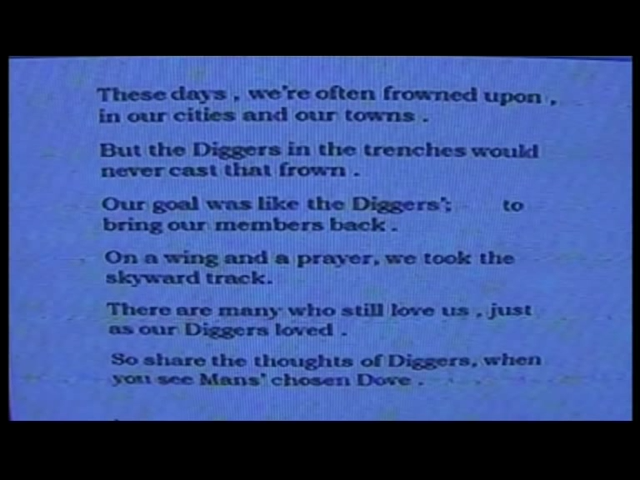 These days , we're often frowned upon ,
in our cities and our towns .
But the Diggers in the trenches would
never cast that frown .
Our goal was like the Diggers'; to
bring our members back .
On a wing and a prayer, we took the
skyward track.
There are many who still love us , just
as our Diggers loved .
So share the thoughts of Diggers, when
you see Mans' chosen Dove .